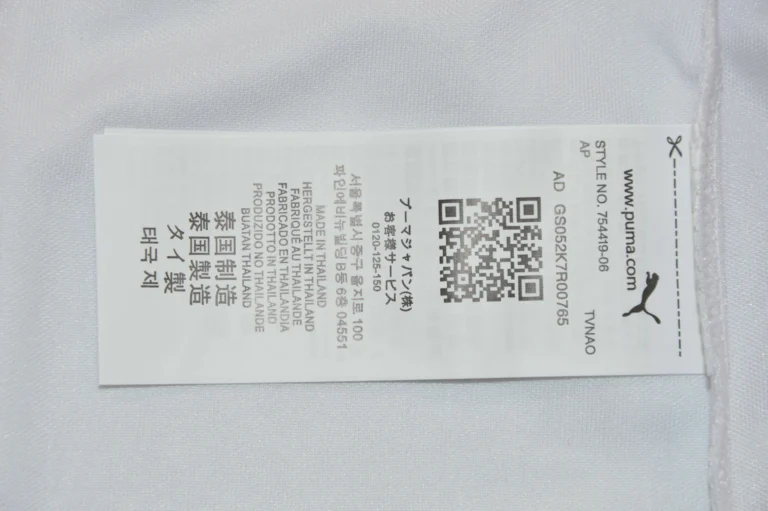 www.puma.com
STYLE NO. 754419-06 TVNAO
AP
AD GS052K7R00765
プーマジャパン(株)
お客様サービス
0120-125-150
서울특별시 중구 을지로 100
파인에비뉴빌딩 B동 6층 04551
MADE IN THAILAND
HERGESTELLT IN THAILAND
FABRIQUÉ AU THAILANDE
FABRICADO EN THAILANDIA
PRODOTTO IN THAILAND
PRODUZIDO NO THAILANDE
BUATAN THAILAND
泰国制造
泰国製造
タイ製
태국 제